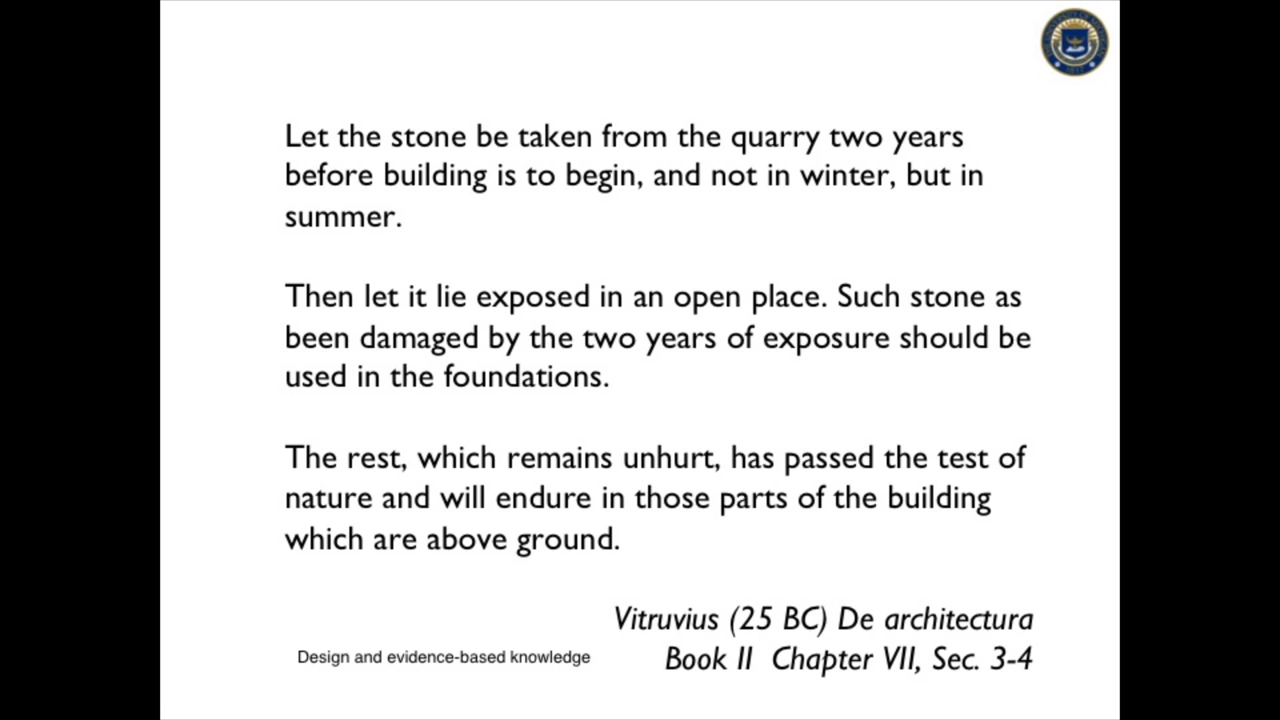 Let the stone be taken from the quarry two years
before building is to begin, and not in winter, but in
summer.
Then let it lie exposed in an open place. Such stone as
been damaged by the two years of exposure should be
used in the foundations.
The rest, which remains unhurt, has passed the test of
nature and will endure in those parts of the building
which are above ground.
Vitruvius (25 BC) De architectura
Book II Chapter VII, Sec. 3-4
Design and evidence-based knowledge